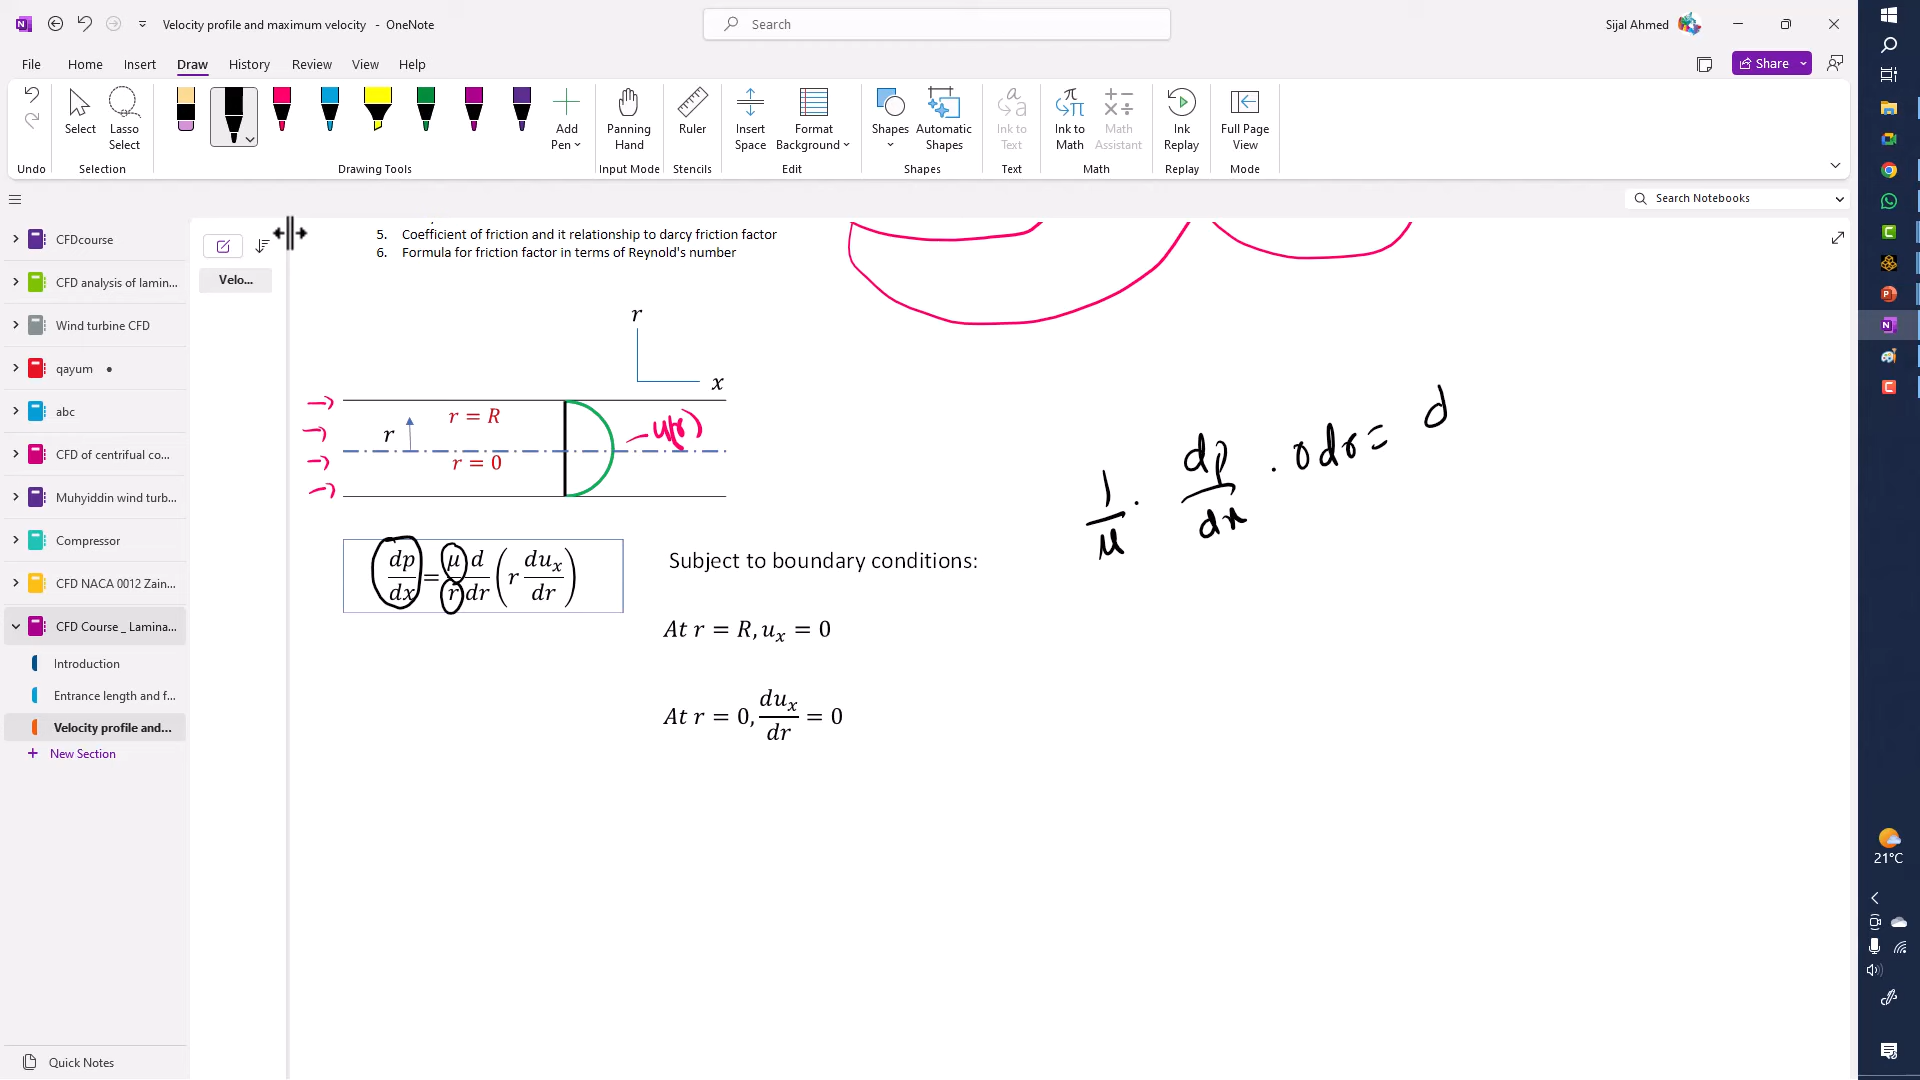 Velocity profile and maximum velocity - OneNote
Search
Sijal Ahmed
File Home Insert Draw History Review View Help
Share
Undo
Select
Lasso Select
Selection
Add Pen
Drawing Tools
Panning Hand
Input Mode
Ruler
Stencils
Insert Space
Format Background
Edit
Shapes
Automatic Shapes
Shapes
Ink to Text
Text
Ink to Math
Math Assistant
Math
Ink Replay
Replay
Full Page View
Mode
Search Notebooks
CFDcourse
CFD analysis of lamin...
Wind turbine CFD
qayum
abc
CFD of centrifual co...
Muhyiddin wind turb...
Compressor
CFD NACA 0012 Zain...
CFD Course _ Lamina...
Introduction
Entrance length and f...
Velocity profile and...
New Section
Quick Notes
Velo...
5. Coefficient of friction and it relationship to darcy friction factor
6. Formula for friction factor in terms of Reynold's number
r
x
r = R
r
r = 0
u(r)
dp/dx = μ/r d/dr (r du_x/dr)
Subject to boundary conditions:
At r = R, u_x = 0
At r = 0, du_x/dr = 0
1/μ . dp/dx . r dr = d
21°C